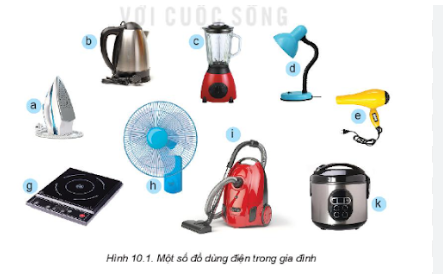 VỚI CUỘC SỐNG
b
c
d
a
e
i
g
h
k
Hình 10.1. Một số đồ dùng điện trong gia đình